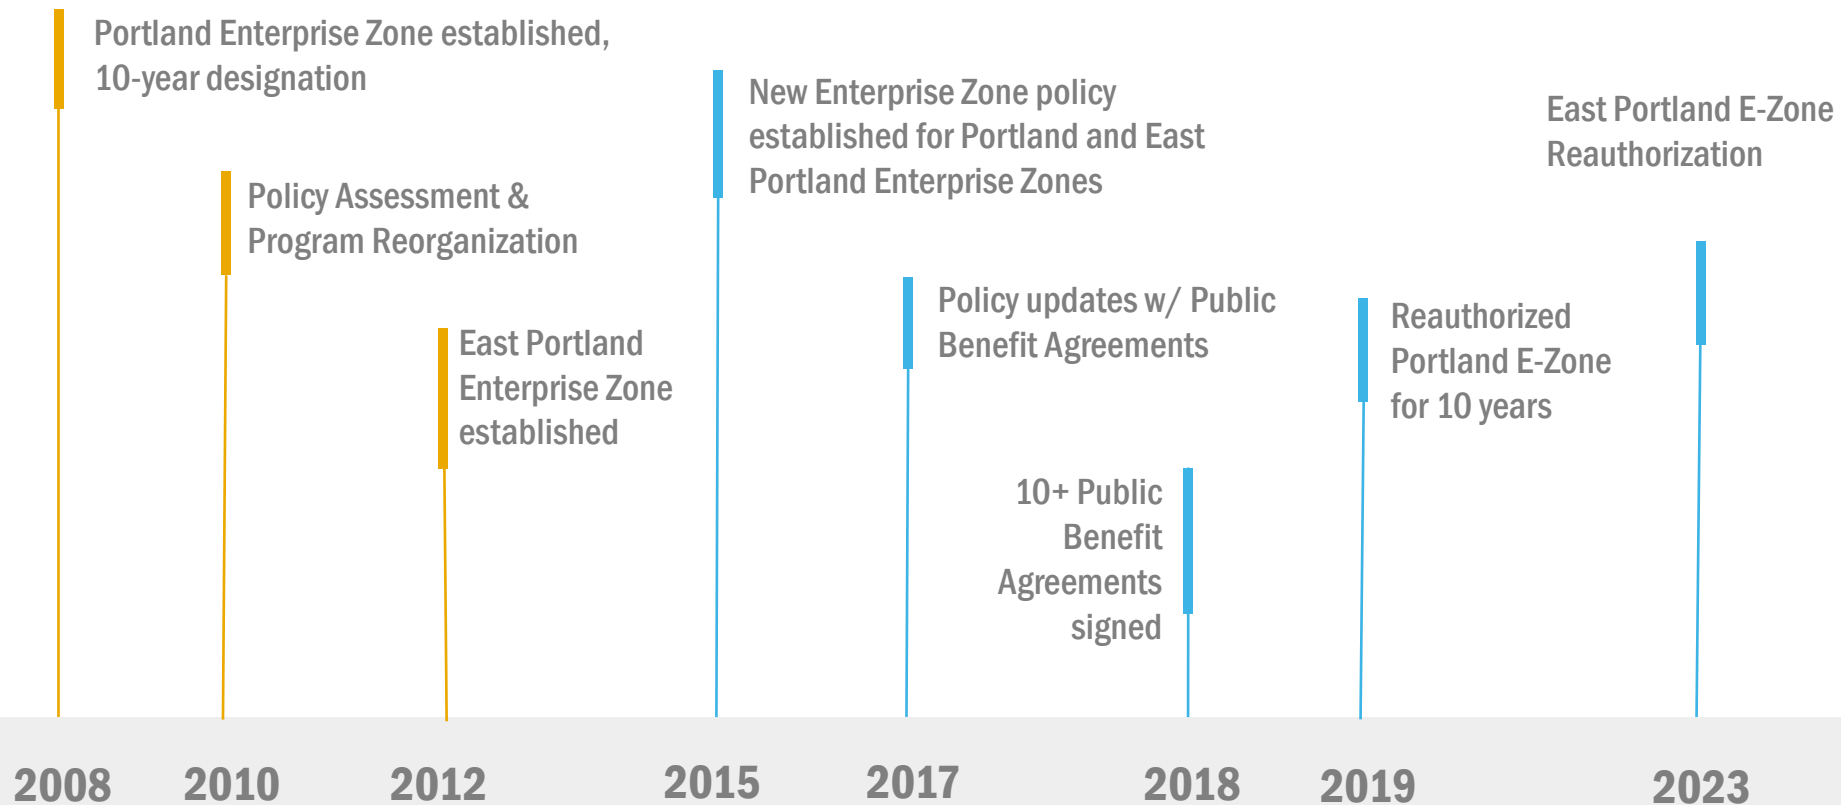 Portland Enterprise Zone established,
10-year designation
Policy Assessment &
Program Reorganization
East Portland
Enterprise Zone
established
New Enterprise Zone policy
established for Portland and East
Portland Enterprise Zones
Policy updates w/ Public
Benefit Agreements
10+ Public
Benefit
Agreements
signed
Reauthorized
Portland E-Zone
for 10 years
East Portland E-Zone
Reauthorization
2008 2010 2012 2015 2017 2018 2019 2023